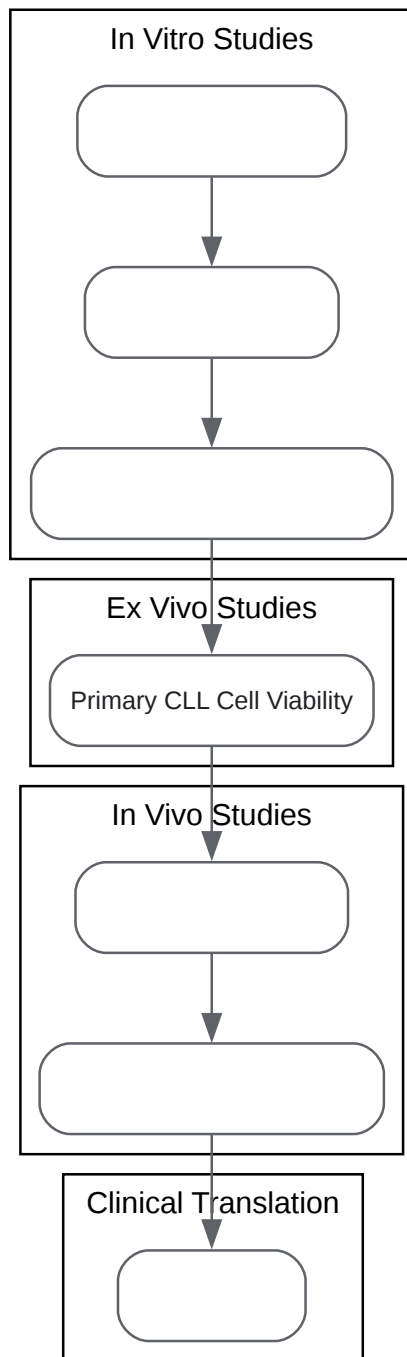 In Vitro Studies
Ex Vivo Studies
Primary CLL Cell Viability
In Vivo Studies
Clinical Translation